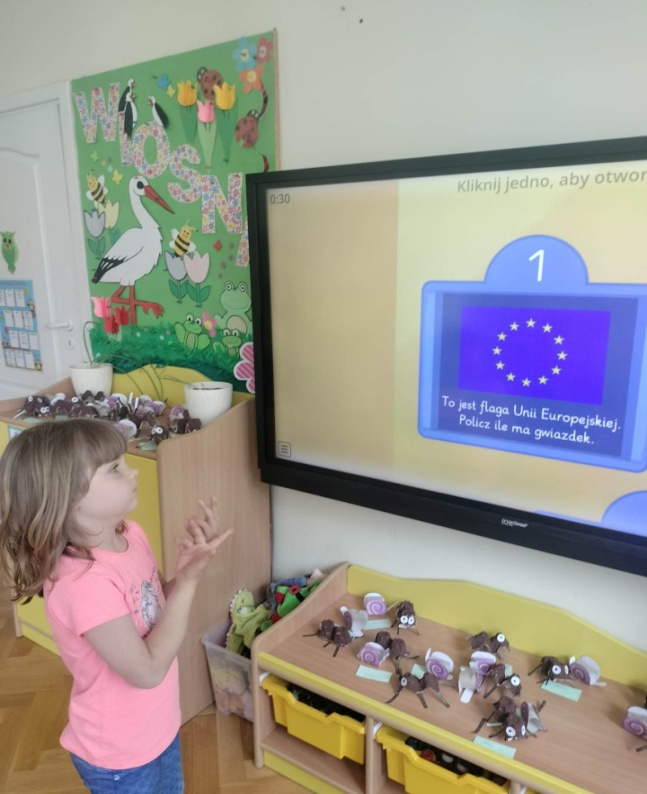 WIOSNA
0:30
Kliknij jedno, aby otwor
1
To jest flaga Unii Europejskiej.
Policz ile ma gwiazdek.